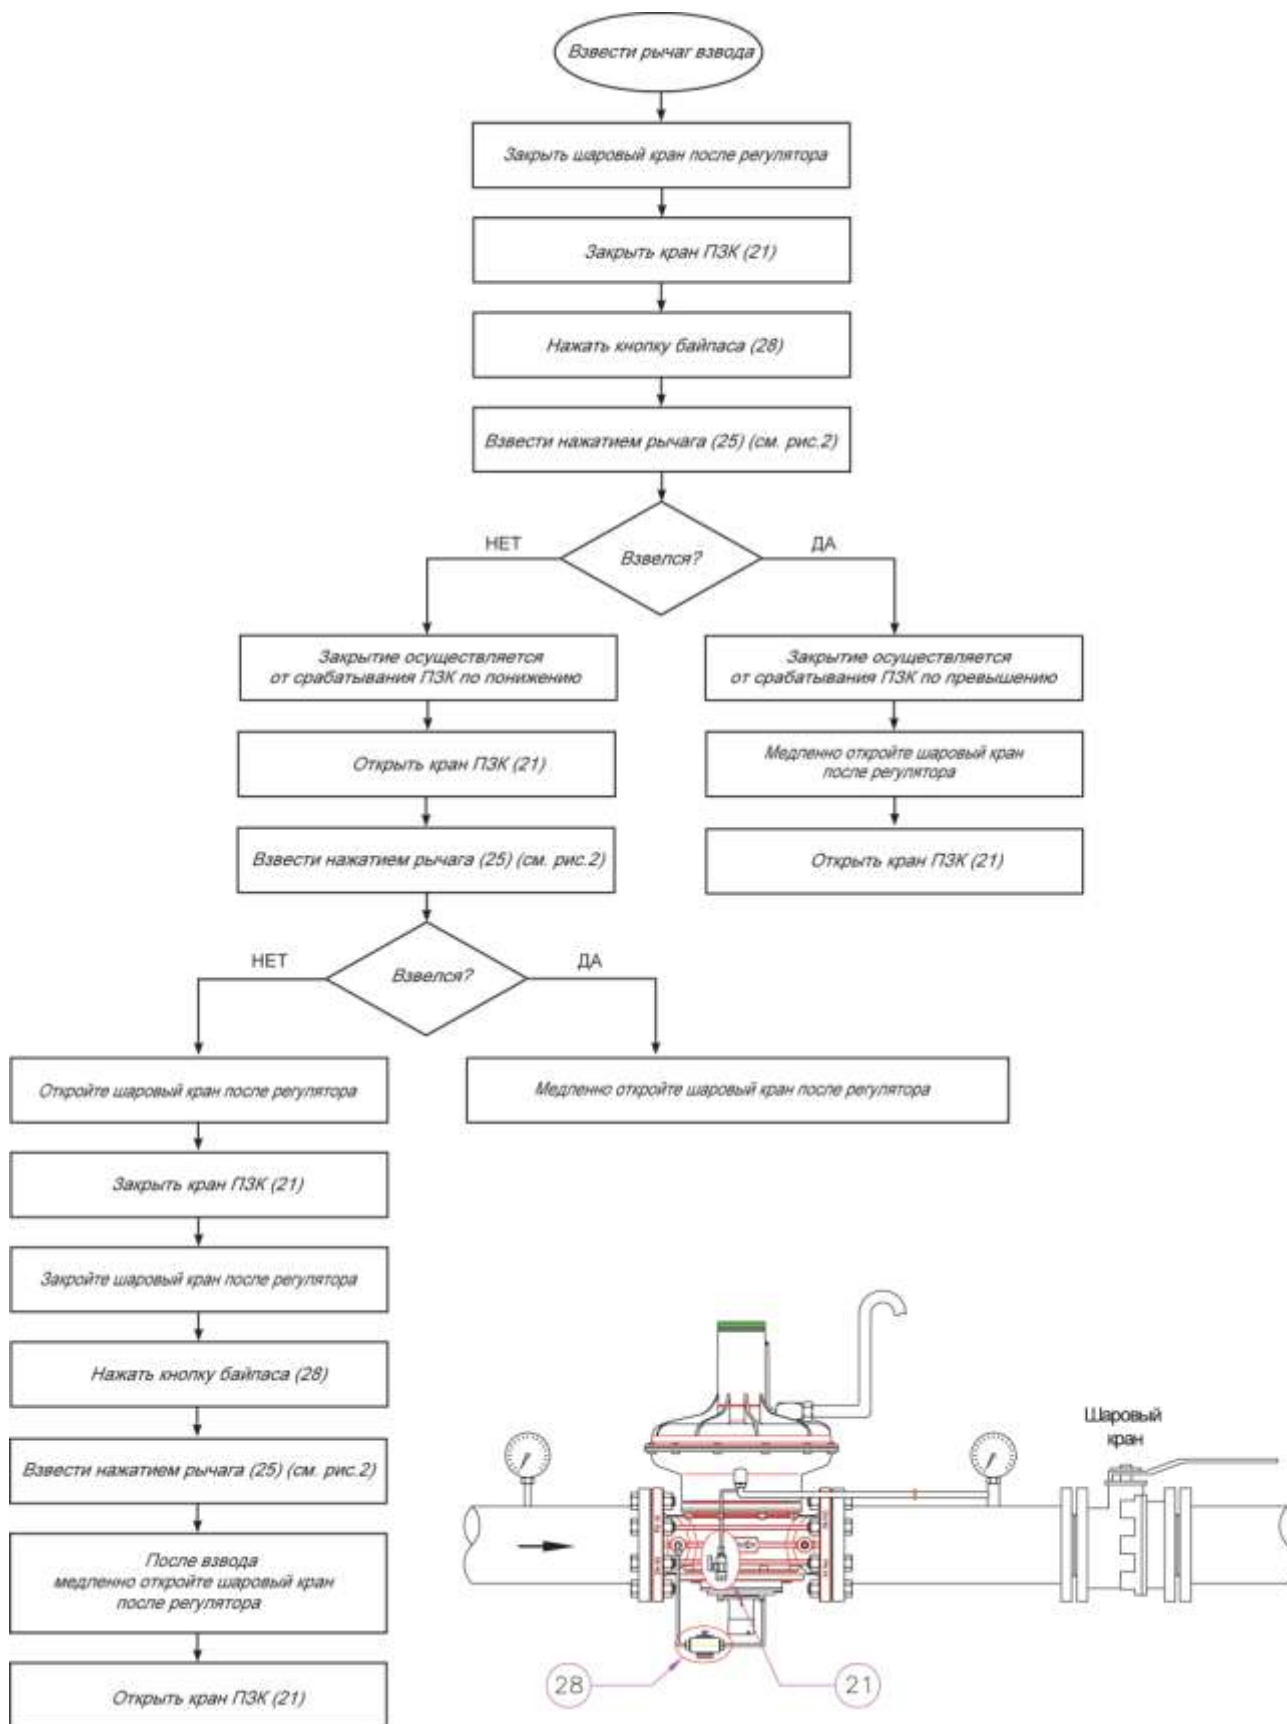 Взвести рычаг взвода
Закрыть шаровый кран после регулятора
Закрыть кран ПЗК (21)
Нажать кнопку байпаса (28)
Взвести нажатием рычага (25) (см. рис.2)
Взвелся?
НЕТ
ДА
Закрытие осуществляется
от срабатывания ПЗК по понижению
Закрытие осуществляется
от срабатывания ПЗК по превышению
Открыть кран ПЗК (21)
Медленно откройте шаровый кран
после регулятора
Взвести нажатием рычага (25) (см. рис.2)
Открыть кран ПЗК (21)
Взвелся?
НЕТ
ДА
Откройте шаровый кран после регулятора
Медленно откройте шаровый кран после регулятора
Закрыть кран ПЗК (21)
Закройте шаровый кран после регулятора
Нажать кнопку байпаса (28)
Взвести нажатием рычага (25) (см. рис.2)
После взвода
медленно откройте шаровый кран
после регулятора
Открыть кран ПЗК (21)
Шаровый
кран
28
21